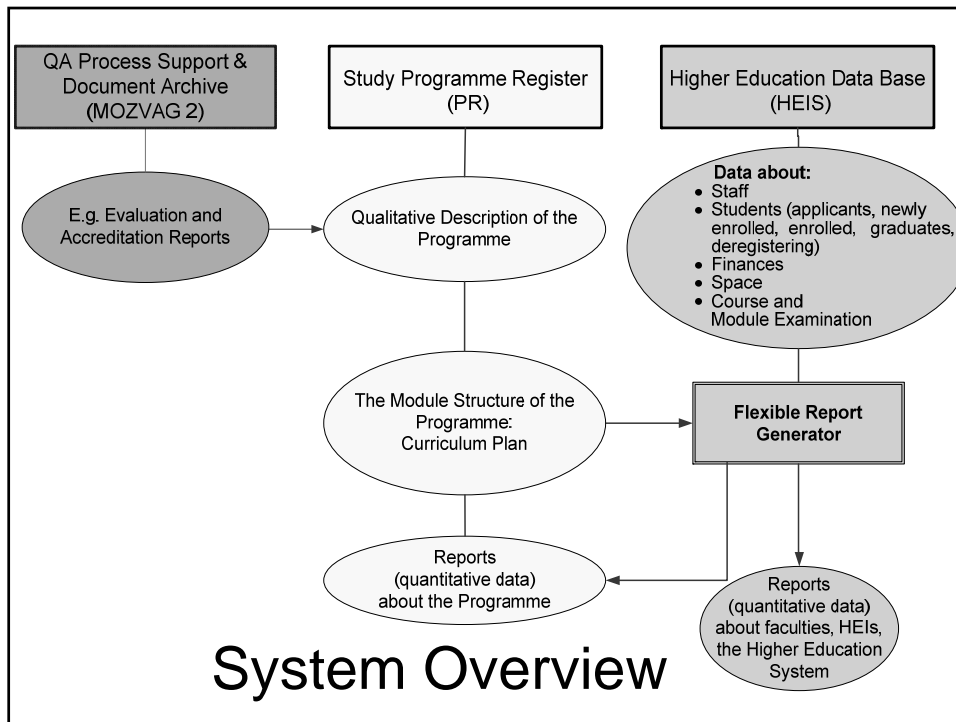 QA Process Support &
Document Archive
(MOZVAG 2)
Study Programme Register
(PR)
Higher Education Data Base
(HEIS)
E.g. Evaluation and
Accreditation Reports
Qualitative Description of the
Programme
Data about:
• Staff
• Students (applicants, newly
enrolled, enrolled, graduates,
deregistering)
• Finances
• Space
• Course and
Module Examination
The Module Structure of the
Programme:
Curriculum Plan
Flexible Report
Generator
Reports
(quantitative data)
about the Programme
Reports
(quantitative data)
about faculties, HEIs,
the Higher Education
System
System Overview